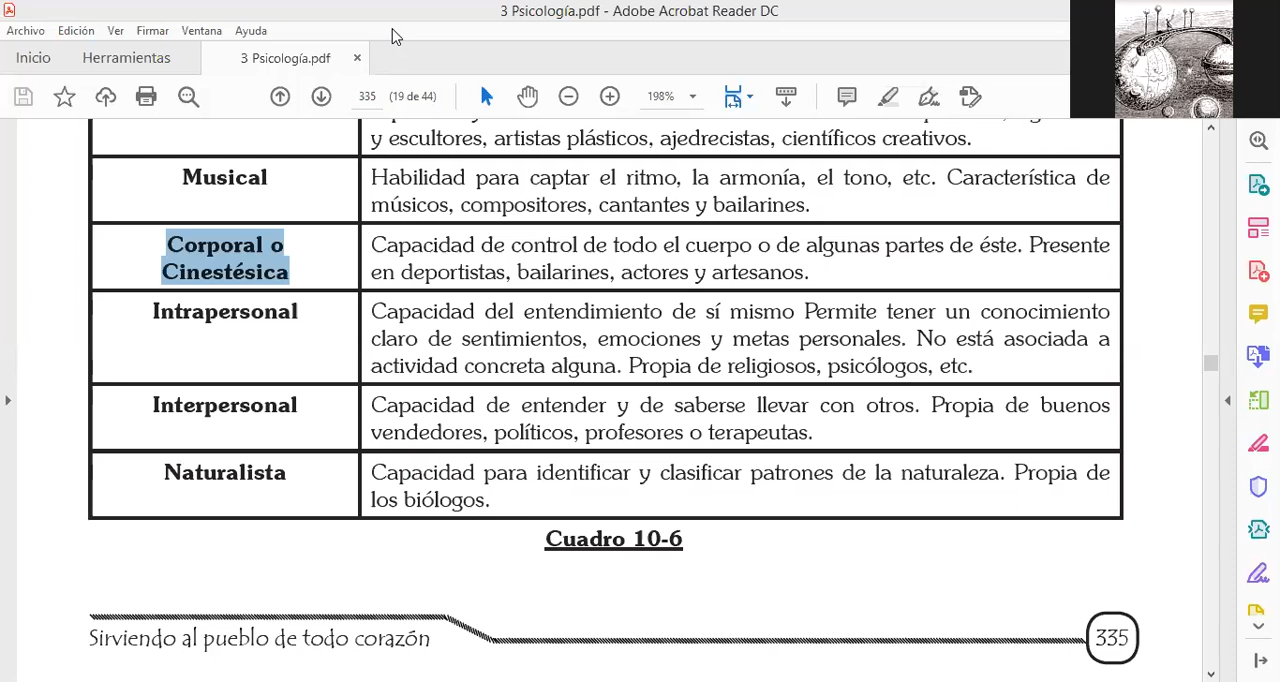 3 Psicología.pdf - Adobe Acrobat Reader DC
Archivo Edición Ver Firmar Ventana Ayuda
Inicio Herramientas 3 Psicología.pdf ×
335 (19 de 44) 198%
y escultores, artistas plásticos, ajedrecistas, científicos creativos.
Musical
Habilidad para captar el ritmo, la armonía, el tono, etc. Característica de
músicos, compositores, cantantes y bailarines.
Corporal o
Cinestésica
Capacidad de control de todo el cuerpo o de algunas partes de éste. Presente
en deportistas, bailarines, actores y artesanos.
Intrapersonal
Capacidad del entendimiento de sí mismo Permite tener un conocimiento
claro de sentimientos, emociones y metas personales. No está asociada a
actividad concreta alguna. Propia de religiosos, psicólogos, etc.
Interpersonal
Capacidad de entender y de saberse llevar con otros. Propia de buenos
vendedores, políticos, profesores o terapeutas.
Naturalista
Capacidad para identificar y clasificar patrones de la naturaleza. Propia de
los biólogos.
Cuadro 10-6
Sirviendo al pueblo de todo corazón
335